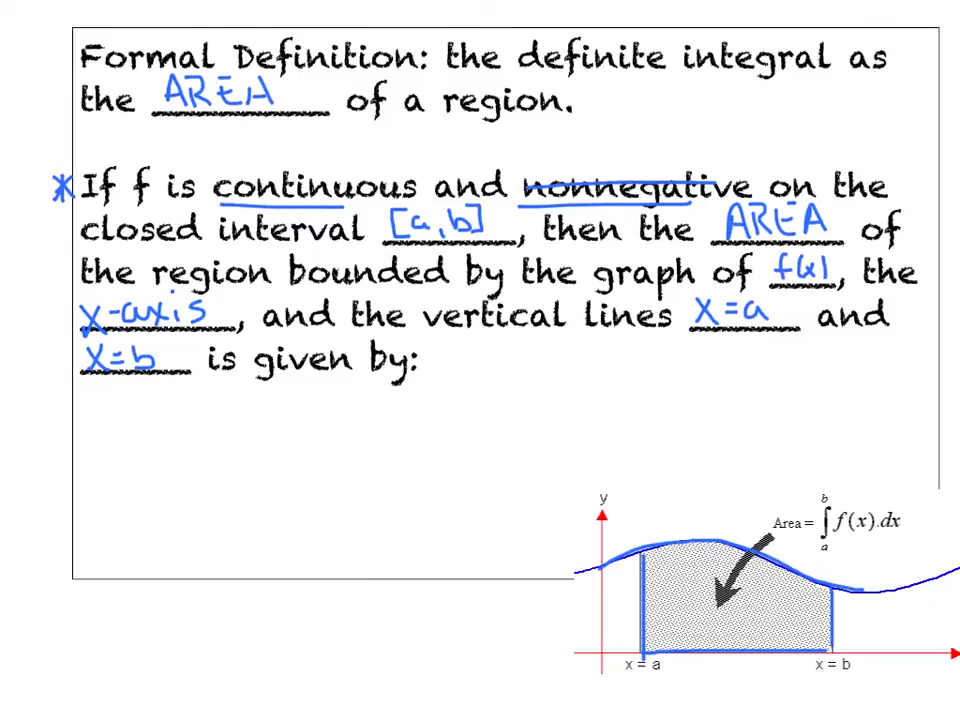 Formal Definition: the definite integral as
the AREA of a region.
* If f is continuous and nonnegative on the
closed interval [a,b], then the AREA of
the region bounded by the graph of f(x), the
x-axis, and the vertical lines x=a and
x=b is given by:
y
Area = ∫ₐᵇ f(x).dx
x = a x = b